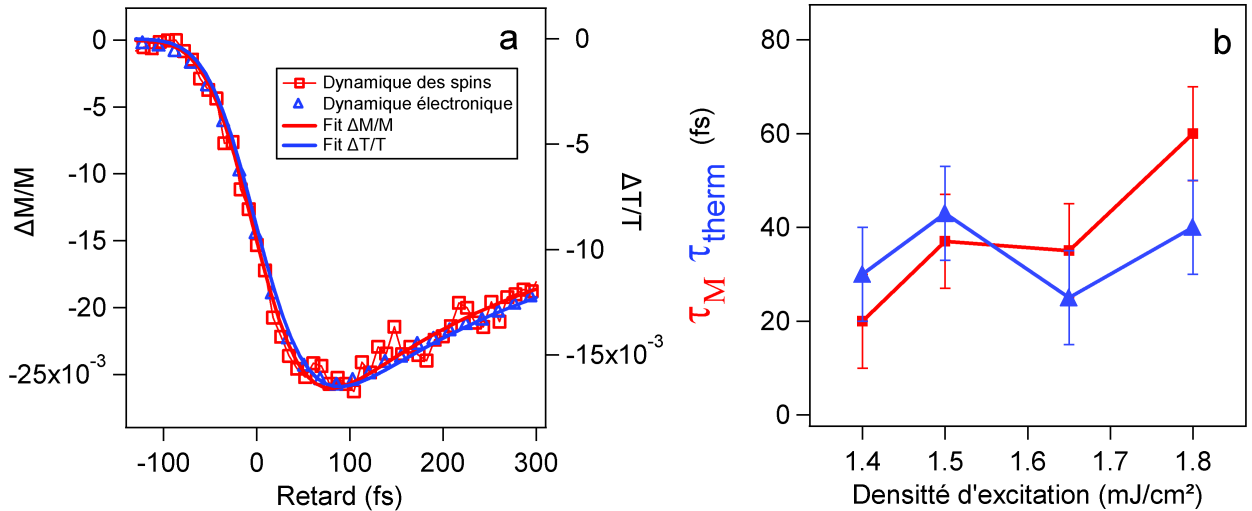 a
0
-5
-10
-15
-20
-25x10⁻³
ΔM/M
Dynamique des spins
Dynamique électronique
Fit ΔM/M
Fit ΔT/T
0
-5
-10
-15x10⁻³
ΔT/T
-100 0 100 200 300
Retard (fs)
b
80
60
40
20
0
τM τtherm (fs)
1.4 1.5 1.6 1.7 1.8
Densitté d'excitation (mJ/cm²)